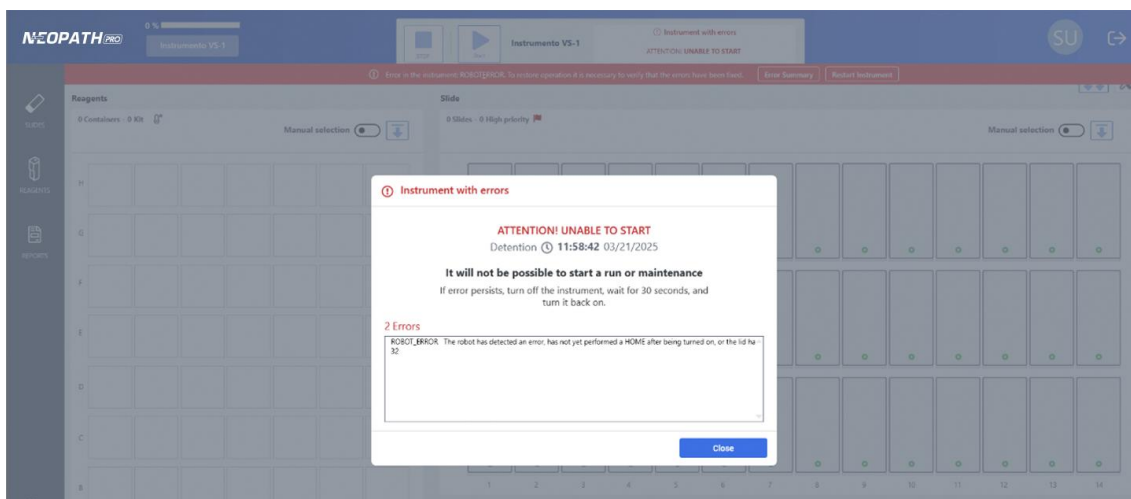 NEOPATH PRO
0 %
Instrumento VS-1
STOP
Instrumento VS-1
Instrument with errors
ATTENTION! UNABLE TO START
SU
Error in the instrument: ROBOT_ERROR. To restore operation it is necessary to verify that the errors have been fixed.
Error Summary
Restart Instrument
SLIDES
REAGENTS
REPORTS
Reagents
0 Containers - 0 Kit
Manual selection
Slide
0 Slides - 0 High priority
Manual selection
H
G
F
E
D
C
B
Instrument with errors
ATTENTION! UNABLE TO START
Detention 11:58:42 03/21/2025
It will not be possible to start a run or maintenance
If error persists, turn off the instrument, wait for 30 seconds, and
turn it back on.
2 Errors
ROBOT_ERROR. The robot has detected an error, has not yet performed a HOME after being turned on, or the lid ha
32
Close
1 2 3 4 5 6 7 8 9 10 11 12 13 14